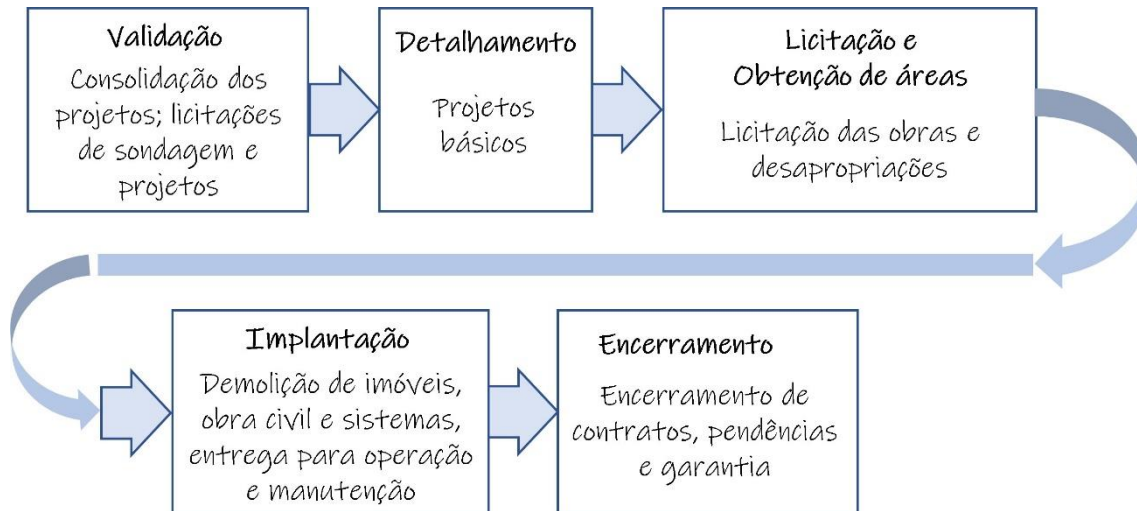 Validação
Consolidação dos
projetos; licitações
de sondagem e
projetos
Detalhamento
Projetos
básicos
Licitação e
Obtenção de áreas
Licitação das obras e
desapropriações
Implantação
Demolição de imóveis,
obra civil e sistemas,
entrega para operação
e manutenção
Encerramento
Encerramento de
contratos, pendências
e garantia